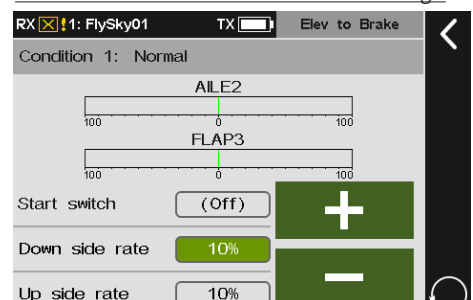 RX !1: FlySky01 TX Elev to Brake
Condition 1: Normal
AILE2
100 0 100
FLAP3
100 0 100
Start switch (Off)
Down side rate 10%
Up side rate 10%